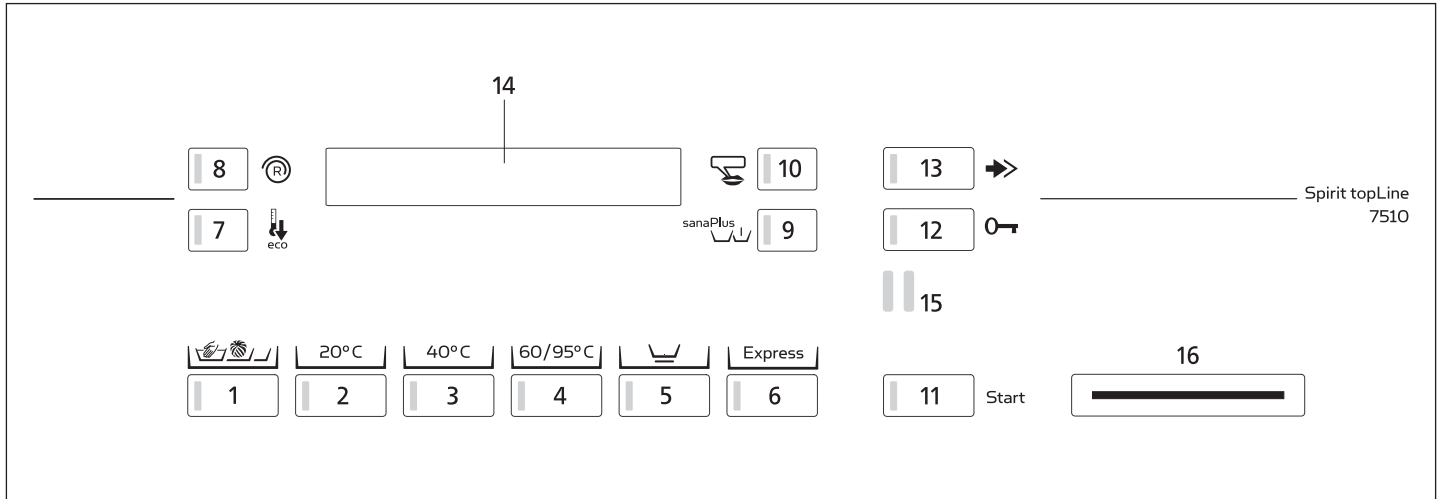 14
8 R 10 13
Spirit topLine
7510
7 eco sanaPlus 9 12
15
20°C 40°C 60/95°C Express
16
1 2 3 4 5 6 11 Start